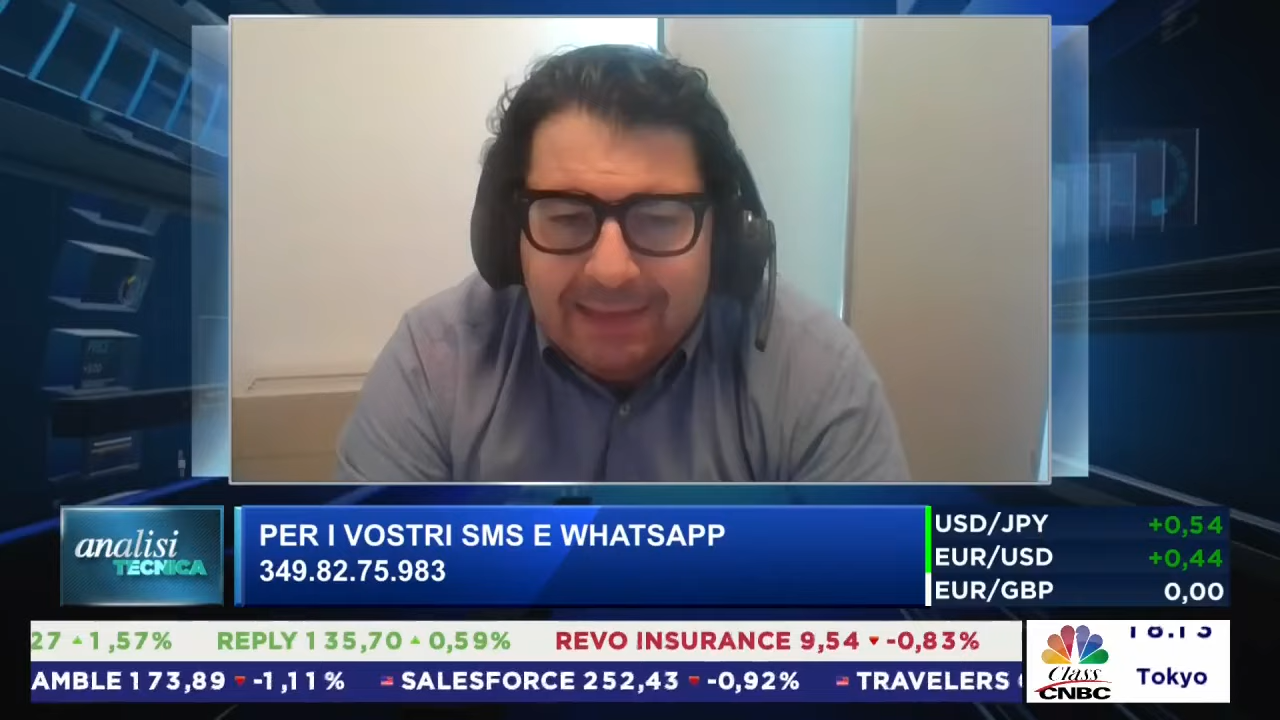 analisi
TECNICA
PER I VOSTRI SMS E WHATSAPP
349.82.75.983
USD/JPY +0,54
EUR/USD +0,44
EUR/GBP 0,00
27 1,57% REPLY 135,70 0,59% REVO INSURANCE 9,54 -0,83%
AMBLE 173,89 -1,11% SALESFORCE 252,43 -0,92% TRAVELERS
Tokyo
Class
CNBC